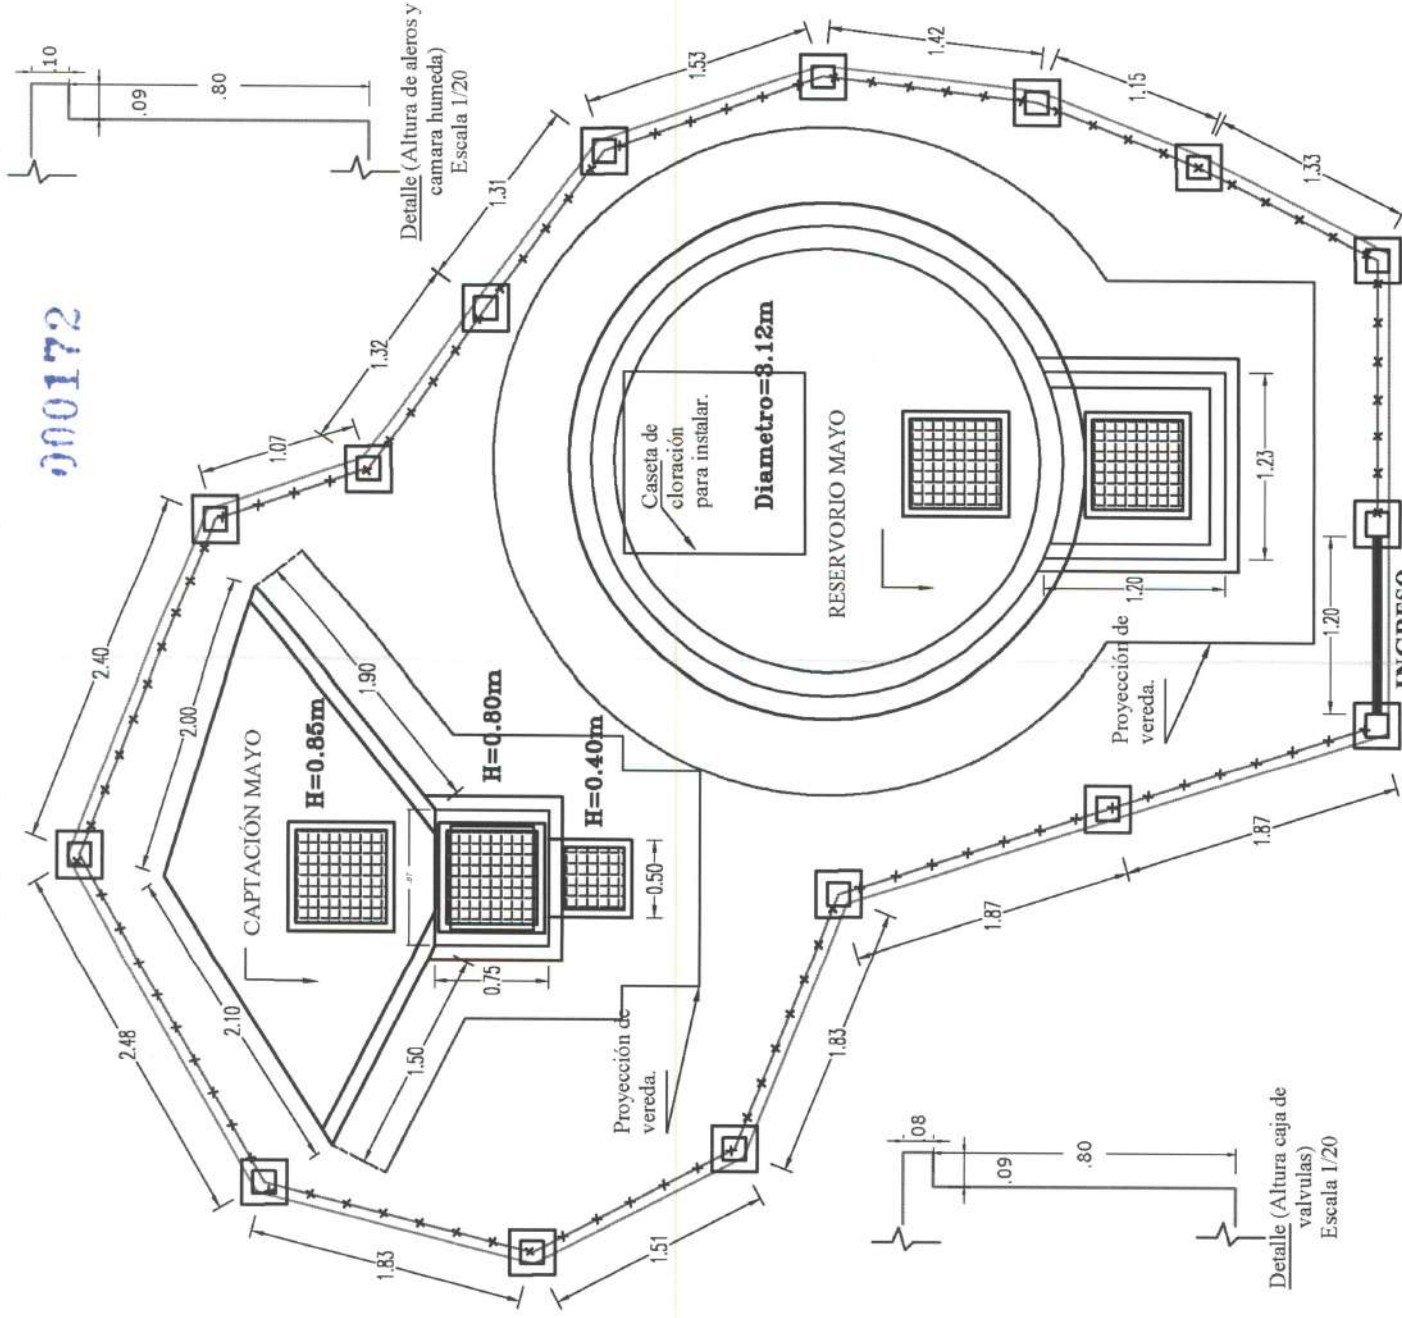 000172
.10
.09
.80
Detalle (Altura de aleros y
camara humeda)
Escala 1/20
1.53
1.42
1.15
1.33
1.31
1.32
1.07
2.40
2.00
1.90
CAPTACIÓN MAYO
H=0.85m
H=0.80m
H=0.40m
2.48
2.10
1.50
0.75
0.50
.87
Proyección de
vereda.
1.83
1.51
1.83
1.87
1.87
Caseta de
cloración
para instalar.
Diametro=3.12m
RESERVORIO MAYO
1.23
1.20
Proyección de
vereda.
1.20
INGRESO
.08
.09
.80
Detalle (Altura caja de
valvulas)
Escala 1/20